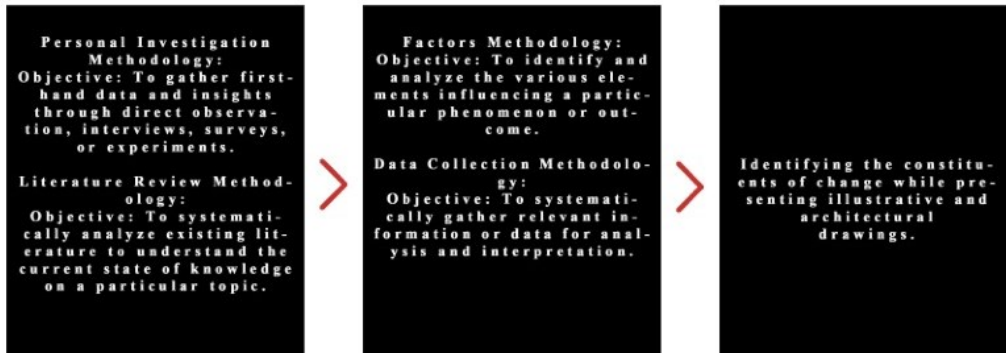 Personal Investigation
Methodology:
Objective: To gather first-
hand data and insights
through direct observa-
tion, interviews, surveys,
or experiments.
Literature Review Method-
ology:
Objective: To systemati-
cally analyze existing lit-
erature to understand the
current state of knowledge
on a particular topic.
Factors Methodology:
Objective: To identify and
analyze the various ele-
ments influencing a partic-
ular phenomenon or out-
come.
Data Collection Methodolo-
gy:
Objective: To systemati-
cally gather relevant in-
formation or data for anal-
ysis and interpretation.
Identifying the constitu-
ents of change while pre-
senting illustrative and
architectural
drawings.